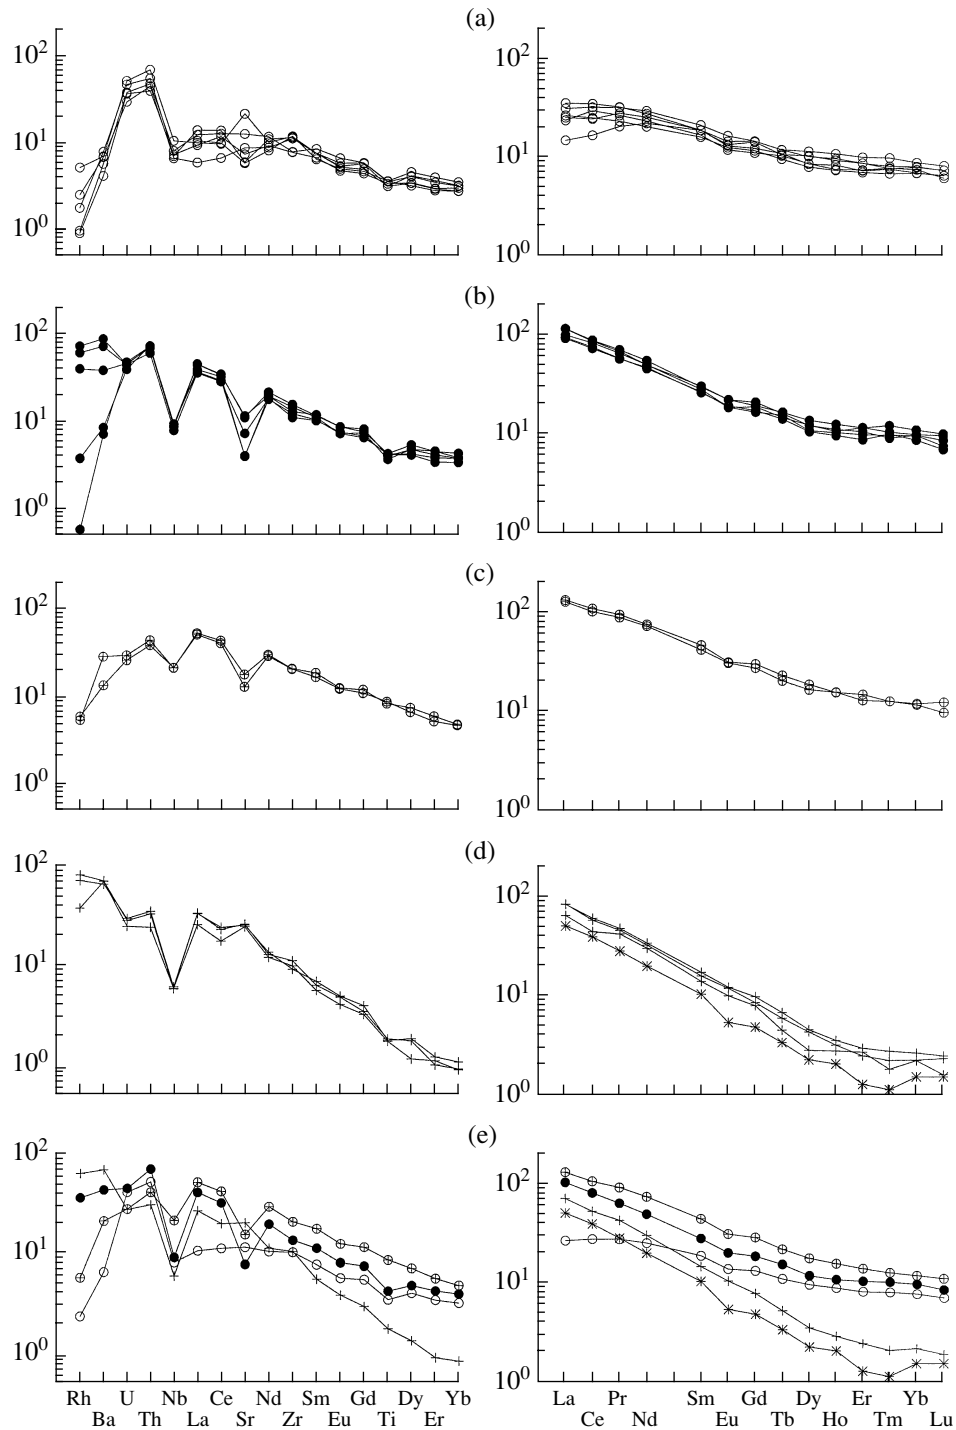 (a)
10² 10²
10¹ 10¹
10⁰ 10⁰
(b)
10² 10²
10¹ 10¹
10⁰ 10⁰
(c)
10² 10²
10¹ 10¹
10⁰ 10⁰
(d)
10² 10²
10¹ 10¹
10⁰ 10⁰
(e)
10² 10²
10¹ 10¹
10⁰ 10⁰
Rh U Nb Ce Nd Sm Gd Dy Yb La Pr Sm Gd Dy Er Yb
Ba Th La Sr Zr Eu Ti Er Ce Nd Eu Tb Ho Tm Lu